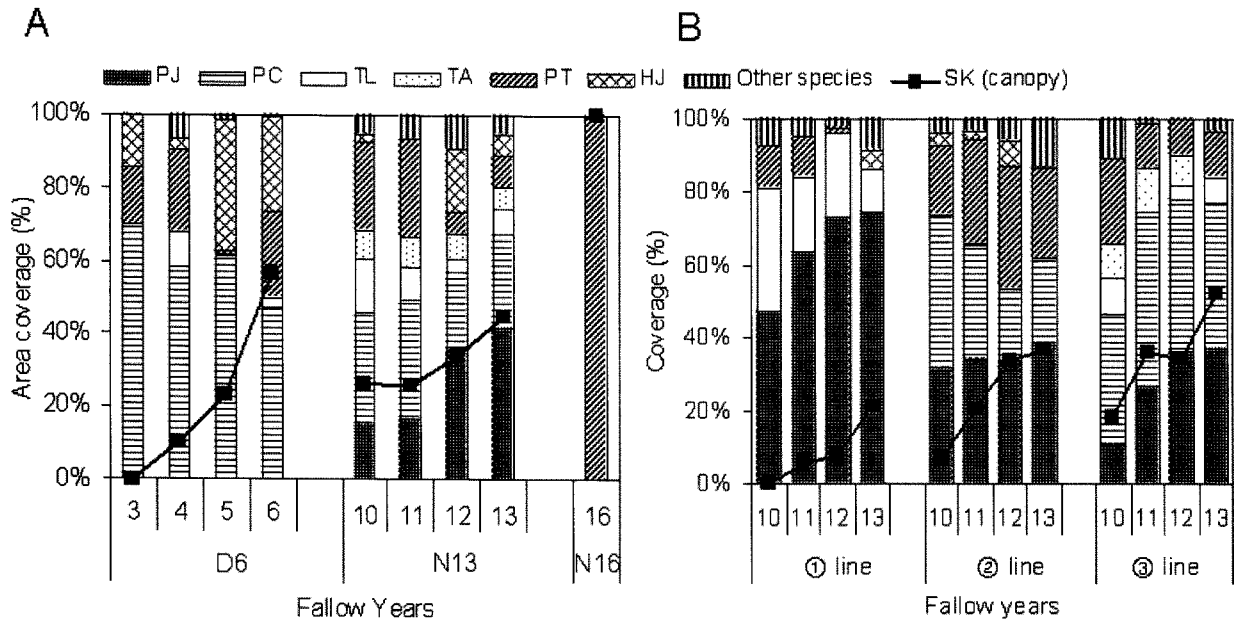 A
B
PJ PC TL TA PT HJ Other species SK (canopy)
Area coverage (%)
100%
80%
60%
40%
20%
0%
3 4 5 6 10 11 12 13 16
D6 N13 N16
Fallow Years
Coverage (%)
100%
80%
60%
40%
20%
0%
10 11 12 13 10 11 12 13 10 11 12 13
① line ② line ③ line
Fallow years